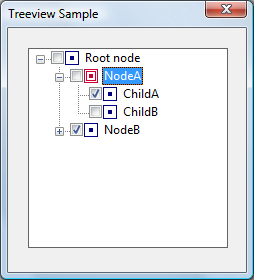 Treeview Sample
Root node
NodeA
ChildA
ChildB
NodeB